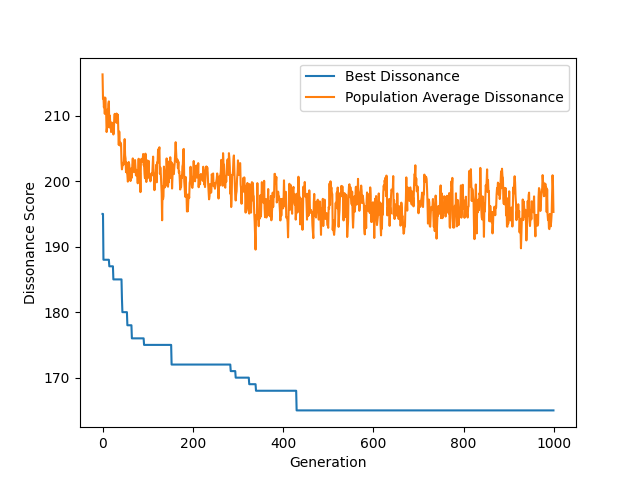 Best Dissonance
Population Average Dissonance
Dissonance Score
210
200
190
180
170
0 200 400 600 800 1000
Generation